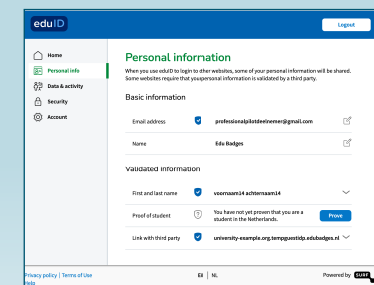 eduID
Logout
Home
Personal info
Data & activity
Security
Account
Personal information
When you use eduID to login to other websites, some of your personal information will be shared.
Some websites require that youpersonal information is validated by a third party.
Basic information
Email address professionalpilotdeelnemer@gmail.com
Name Edu Badges
Validated information
First and last name voornaam14 achternaam14
Proof of student You have not yet proven that you are a
student in the Netherlands. Prove
Link with third party university-example.org.tempguestidp.edubadges.nl
Privacy policy | Terms of Use
Help
EN | NL
Powered by SURF